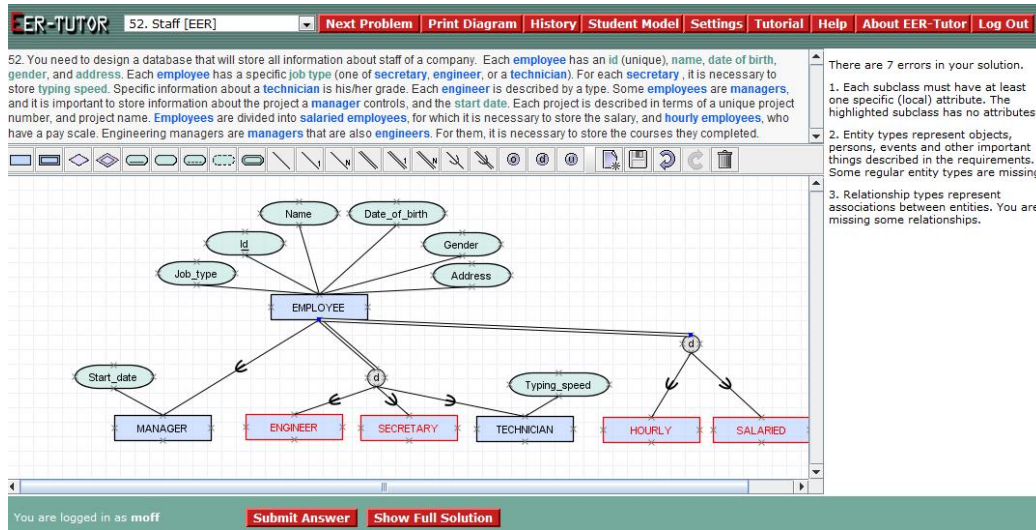 EER-TUTOR 52. Staff [EER] Next Problem Print Diagram History Student Model Settings Tutorial Help About EER-Tutor Log Out
52. You need to design a database that will store all information about staff of a company. Each employee has an id (unique), name, date of birth,
gender, and address. Each employee has a specific job type (one of secretary, engineer, or a technician). For each secretary , it is necessary to
store typing speed. Specific information about a technician is his/her grade. Each engineer is described by a type. Some employees are managers,
and it is important to store information about the project a manager controls, and the start date. Each project is described in terms of a unique project
number, and project name. Employees are divided into salaried employees, for which it is necessary to store the salary, and hourly employees, who
have a pay scale. Engineering managers are managers that are also engineers. For them, it is necessary to store the courses they completed.
There are 7 errors in your solution.
1. Each subclass must have at least
one specific (local) attribute. The
highlighted subclass has no attributes
2. Entity types represent objects,
persons, events and other important
things described in the requirements.
Some regular entity types are missing
3. Relationship types represent
associations between entities. You are
missing some relationships.
1 N 1 N o d u
Name Date_of_birth
Id Gender
Job_type Address
EMPLOYEE
d
Start_date d Typing_speed
MANAGER ENGINEER SECRETARY TECHNICIAN HOURLY SALARIED
You are logged in as moff Submit Answer Show Full Solution